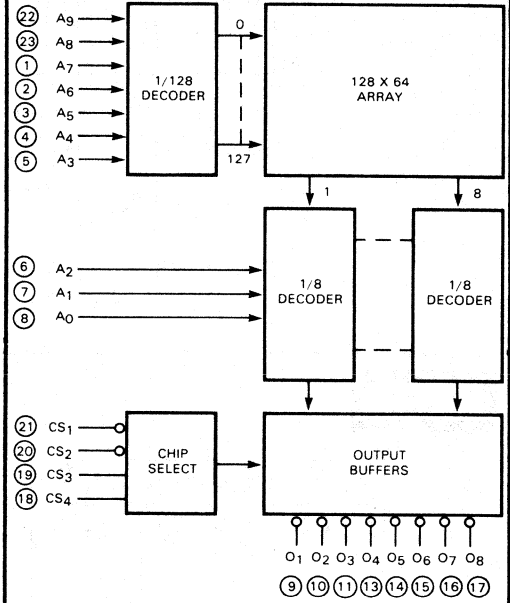 22 A9
23 A8
1 A7
2 A6
3 A5
4 A4
5 A3
1/128
DECODER
0
127
128 X 64
ARRAY
1
8
6 A2
7 A1
8 A0
1/8
DECODER
1/8
DECODER
21 CS1
20 CS2
19 CS3
18 CS4
CHIP
SELECT
OUTPUT
BUFFERS
O1 O2 O3 O4 O5 O6 O7 O8
9 10 11 13 14 15 16 17